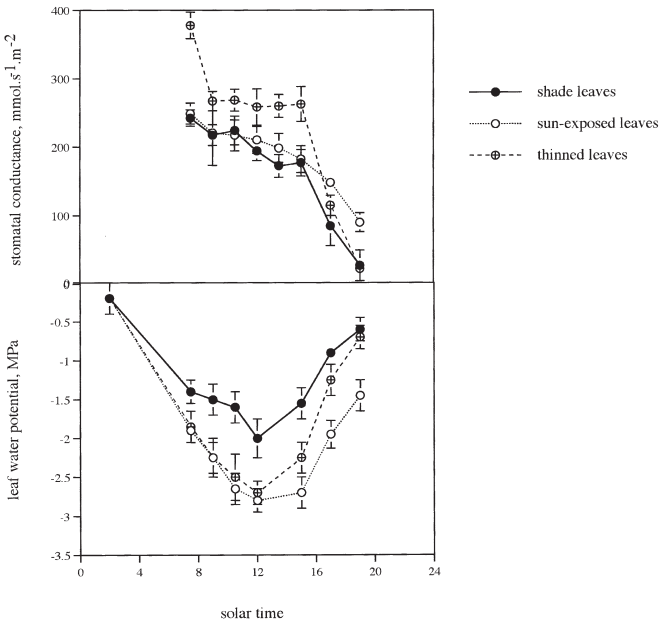 stomatal conductance, mmol.s⁻¹.m⁻²
400
300
200
100
0
shade leaves
sun-exposed leaves
thinned leaves
leaf water potential, MPa
0
-0.5
-1
-1.5
-2
-2.5
-3
-3.5
0 4 8 12 16 20 24
solar time